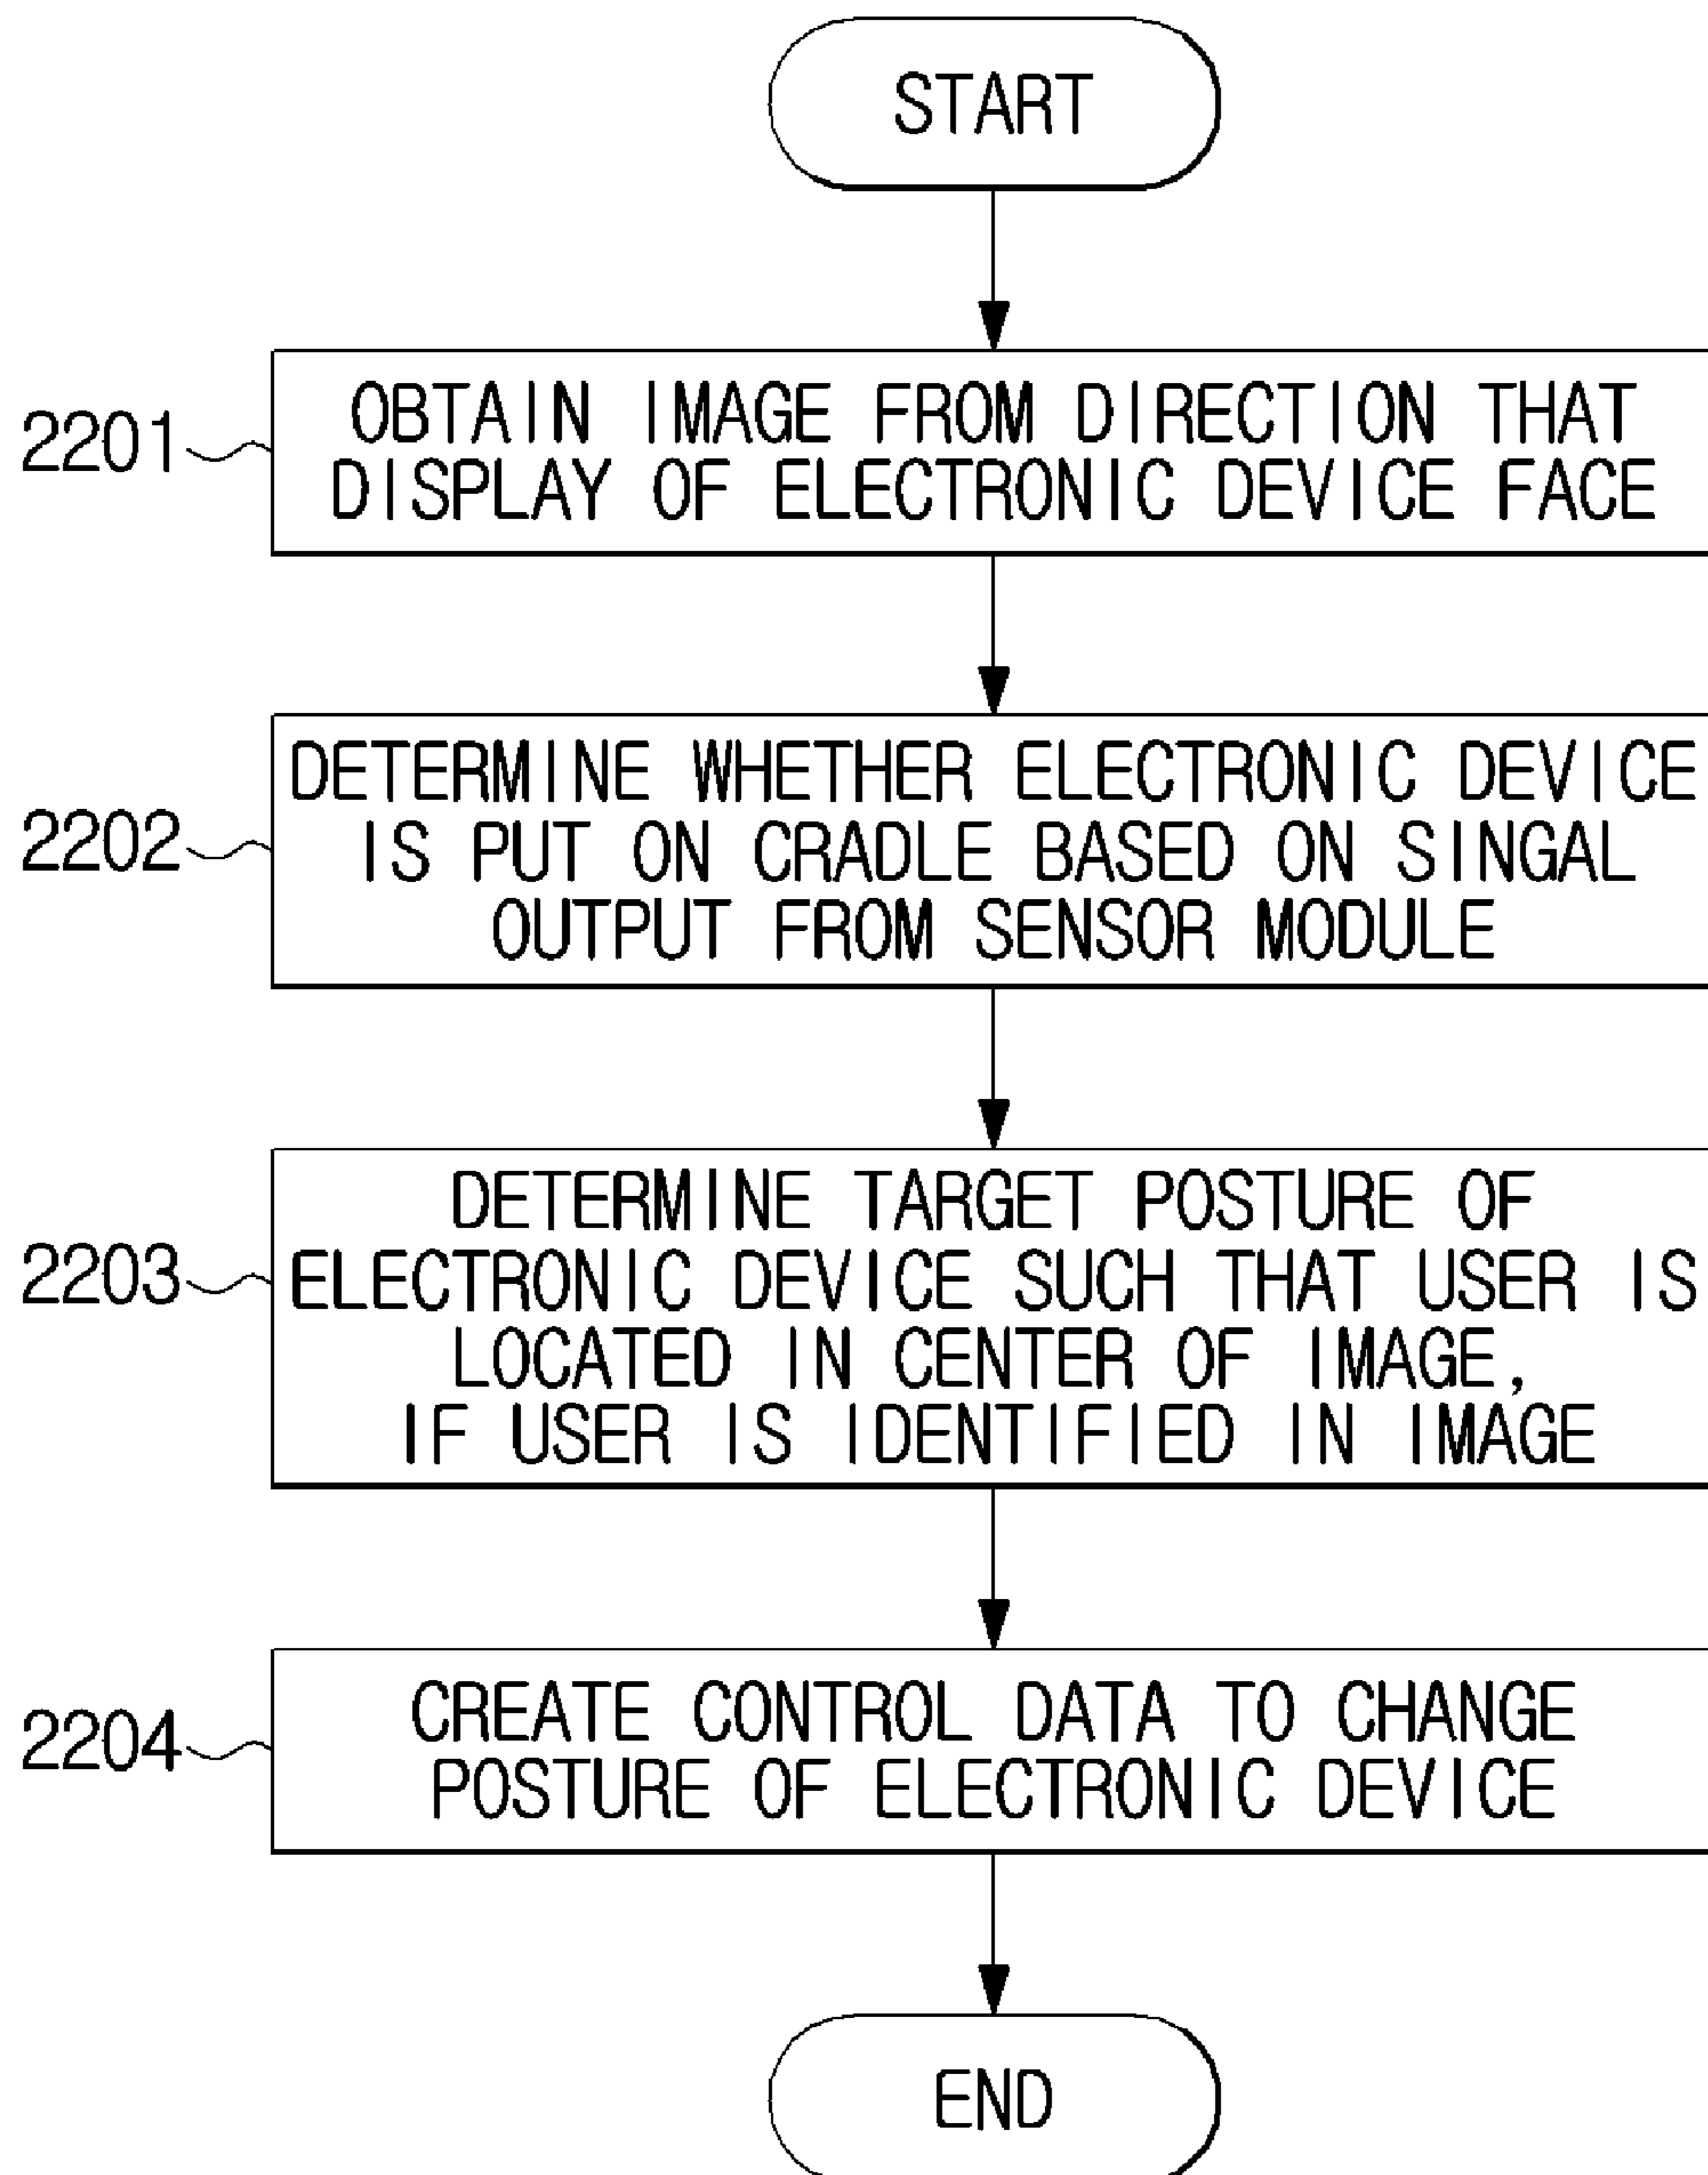 START
2201
OBTAIN IMAGE FROM DIRECTION THAT
DISPLAY OF ELECTRONIC DEVICE FACE
2202
DETERMINE WHETHER ELECTRONIC DEVICE
IS PUT ON CRADLE BASED ON SINGAL
OUTPUT FROM SENSOR MODULE
2203
DETERMINE TARGET POSTURE OF
ELECTRONIC DEVICE SUCH THAT USER IS
LOCATED IN CENTER OF IMAGE,
IF USER IS IDENTIFIED IN IMAGE
2204
CREATE CONTROL DATA TO CHANGE
POSTURE OF ELECTRONIC DEVICE
END